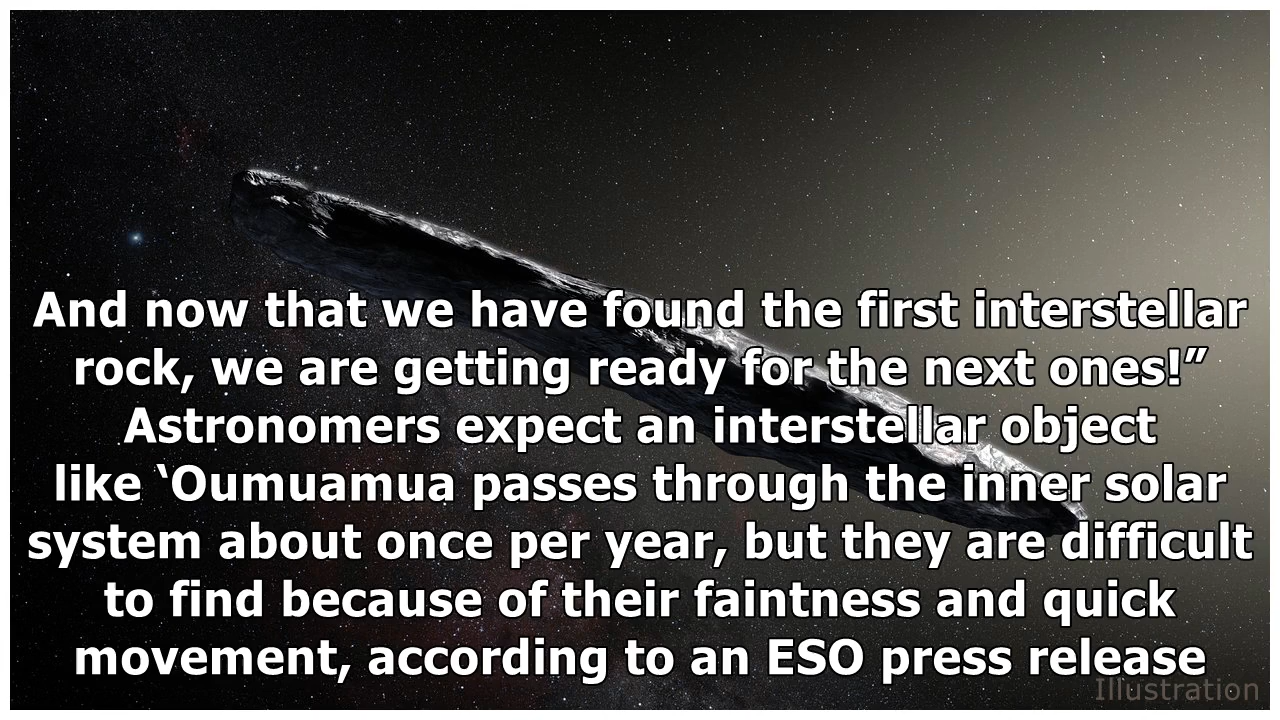 And now that we have found the first interstellar
rock, we are getting ready for the next ones!”
Astronomers expect an interstellar object
like ‘Oumuamua passes through the inner solar
system about once per year, but they are difficult
to find because of their faintness and quick
movement, according to an ESO press release
Illustration